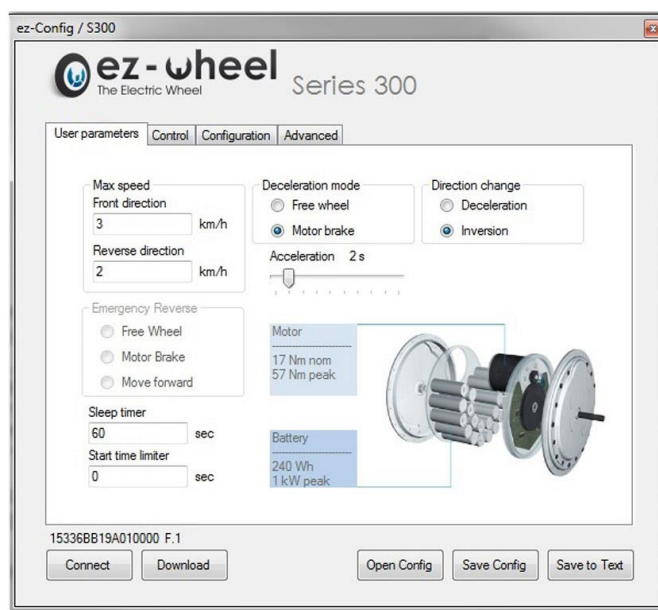 ez-Config / S300
ez-wheel
The Electric Wheel
Series 300
User parameters Control Configuration Advanced
Max speed
Front direction
3 km/h
Reverse direction
2 km/h
Deceleration mode
Free wheel
Motor brake
Direction change
Deceleration
Inversion
Acceleration 2 s
Emergency Reverse
Free Wheel
Motor Brake
Move forward
Motor
17 Nm nom
57 Nm peak
Sleep timer
60 sec
Start time limiter
0 sec
Battery
240 Wh
1 kW peak
15336BB19A010000 F.1
Connect Download Open Config Save Config Save to Text